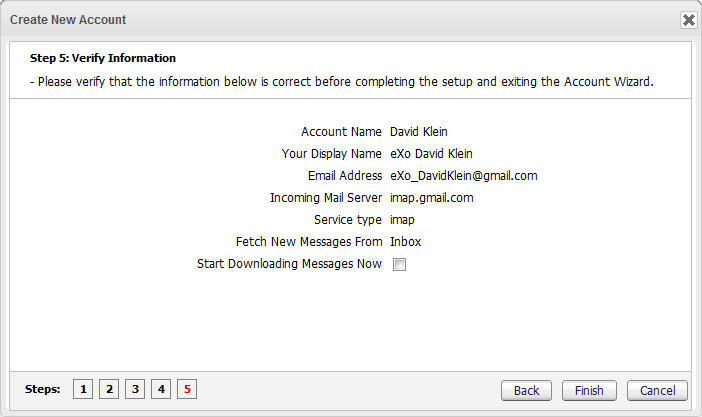 Create New Account
Step 5: Verify Information
- Please verify that the information below is correct before completing the setup and exiting the Account Wizard.
Account Name David Klein
Your Display Name eXo David Klein
Email Address eXo_DavidKlein@gmail.com
Incoming Mail Server imap.gmail.com
Service type imap
Fetch New Messages From Inbox
Start Downloading Messages Now
Steps: 1 2 3 4 5 Back Finish Cancel